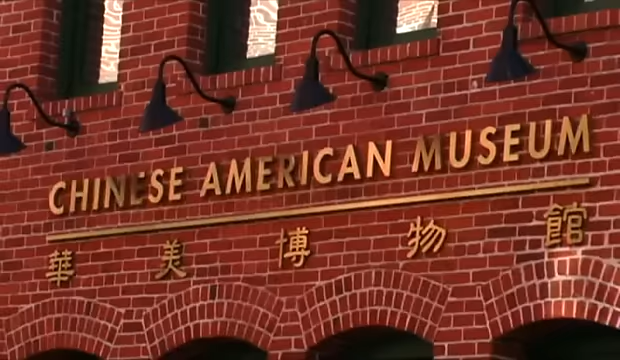 CHINESE AMERICAN MUSEUM
華美博物館